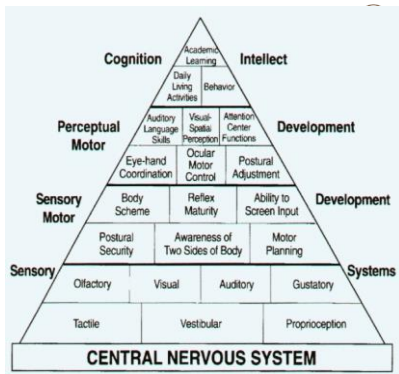 Academic
Learning
Cognition
Intellect
Daily
Living
Activities
Behavior
Auditory
Language
Skills
Visual-
Spatial
Perception
Attention
Center
Functions
Perceptual
Motor
Development
Eye-hand
Coordination
Ocular
Motor
Control
Postural
Adjustment
Sensory
Motor
Development
Body
Scheme
Reflex
Maturity
Ability to
Screen Input
Postural
Security
Awareness of
Two Sides of Body
Motor
Planning
Sensory
Systems
Olfactory
Visual
Auditory
Gustatory
Tactile
Vestibular
Proprioception
CENTRAL NERVOUS SYSTEM